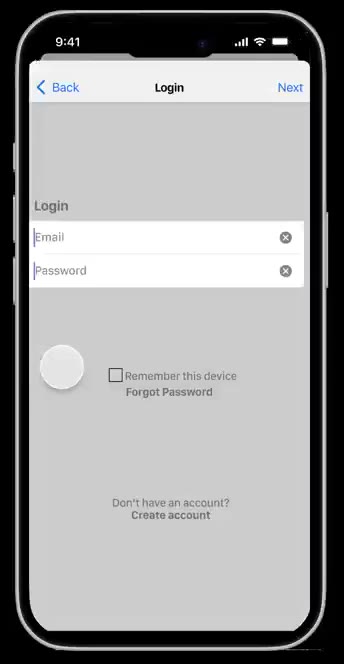 9:41
Back Login Next
Login
Email
Password
Remember this device
Forgot Password
Don't have an account?
Create account